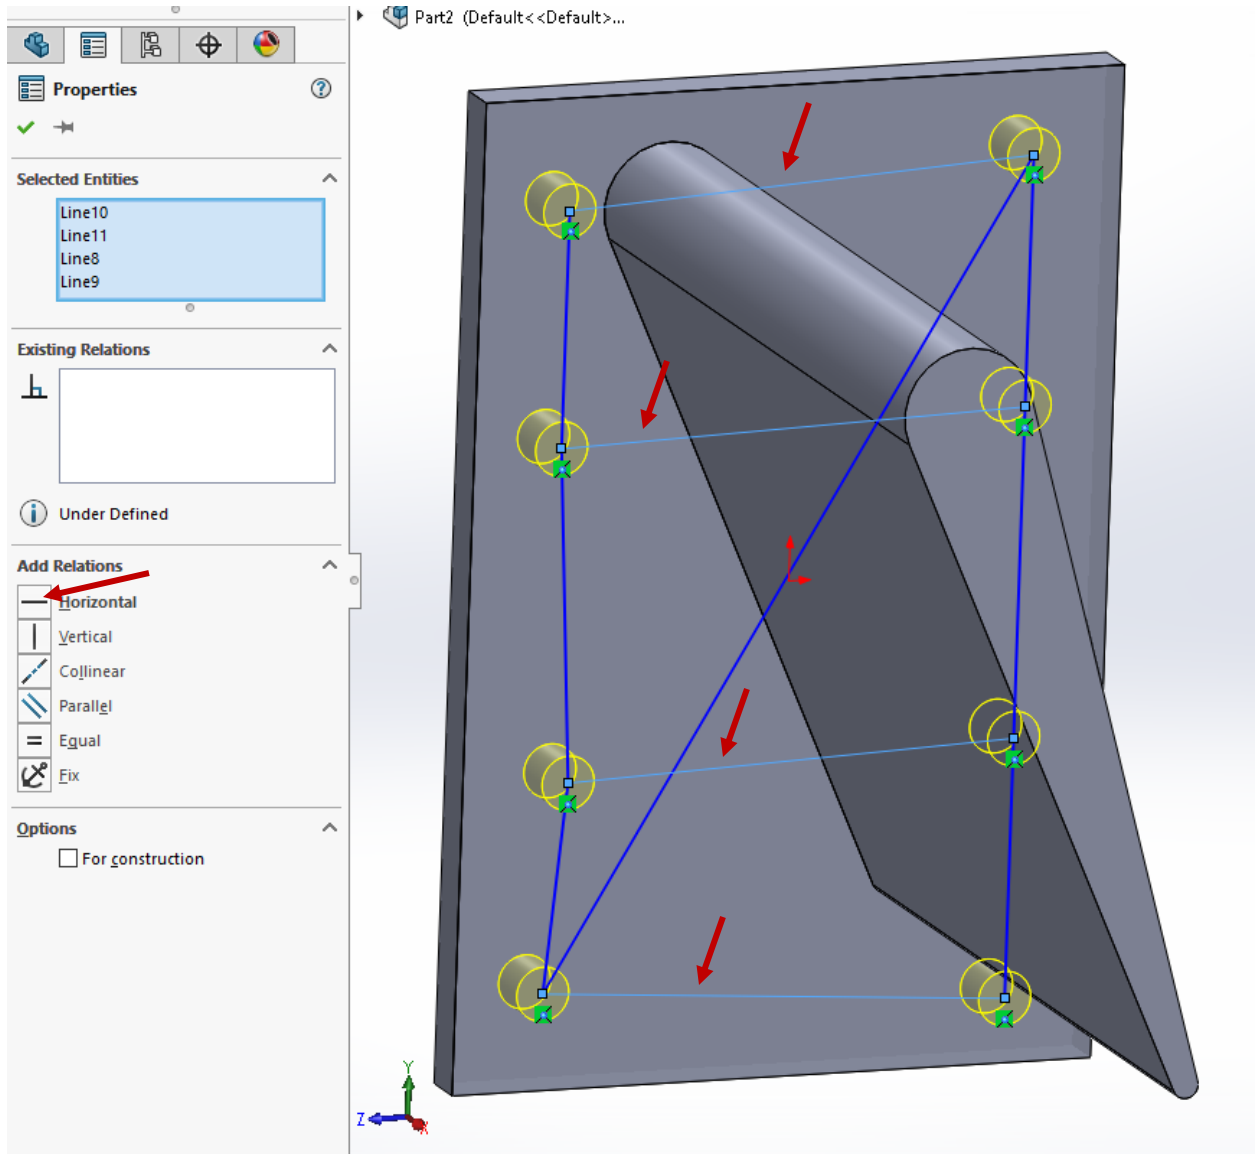 Part2 (Default<<Default>...
Properties
Selected Entities
Line10
Line11
Line8
Line9
Existing Relations
Under Defined
Add Relations
Horizontal
Vertical
Collinear
Parallel
Equal
Fix
Options
For construction
Y
Z
X